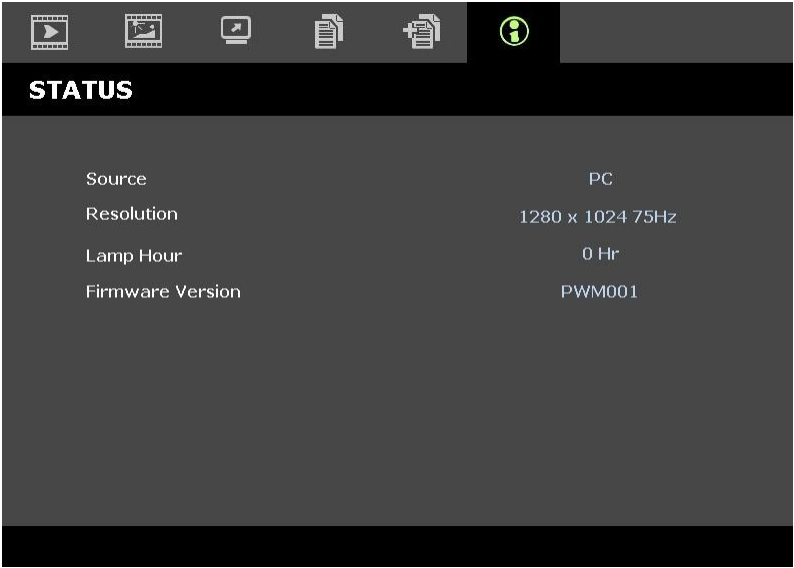 STATUS
Source PC
Resolution 1280 x 1024 75Hz
Lamp Hour 0 Hr
Firmware Version PWM001